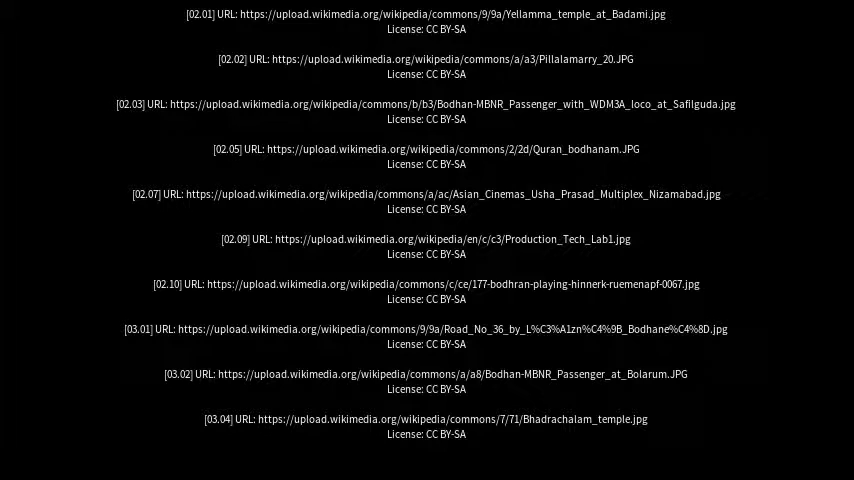 [02.01] URL: https://upload.wikimedia.org/wikipedia/commons/9/9a/Yellamma_temple_at_Badami.jpg
License: CC BY-SA
[02.02] URL: https://upload.wikimedia.org/wikipedia/commons/a/a3/Pillalamarry_20.JPG
License: CC BY-SA
[02.03] URL: https://upload.wikimedia.org/wikipedia/commons/b/b3/Bodhan-MBNR_Passenger_with_WDM3A_loco_at_Safilguda.jpg
License: CC BY-SA
[02.05] URL: https://upload.wikimedia.org/wikipedia/commons/2/2d/Quran_bodhanam.JPG
License: CC BY-SA
[02.07] URL: https://upload.wikimedia.org/wikipedia/commons/a/ac/Asian_Cinemas_Usha_Prasad_Multiplex_Nizamabad.jpg
License: CC BY-SA
[02.09] URL: https://upload.wikimedia.org/wikipedia/en/c/c3/Production_Tech_Lab1.jpg
License: CC BY-SA
[02.10] URL: https://upload.wikimedia.org/wikipedia/commons/c/ce/177-bodhran-playing-hinnerk-ruemenapf-0067.jpg
License: CC BY-SA
[03.01] URL: https://upload.wikimedia.org/wikipedia/commons/9/9a/Road_No_36_by_L%C3%A1zn%C4%9B_Bodhane%C4%8D.jpg
License: CC BY-SA
[03.02] URL: https://upload.wikimedia.org/wikipedia/commons/a/a8/Bodhan-MBNR_Passenger_at_Bolarum.JPG
License: CC BY-SA
[03.04] URL: https://upload.wikimedia.org/wikipedia/commons/7/71/Bhadrachalam_temple.jpg
License: CC BY-SA